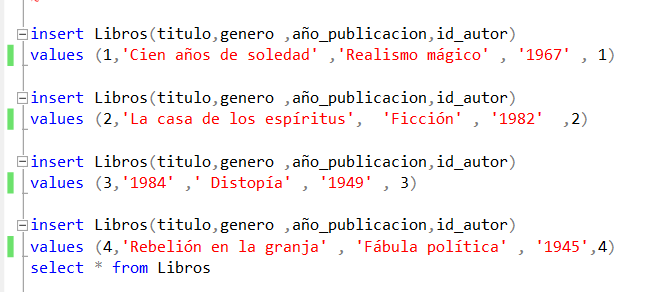 insert Libros(titulo,genero ,año_publicacion,id_autor)
values (1,'Cien años de soledad' ,'Realismo mágico' , '1967' , 1)
insert Libros(titulo,genero ,año_publicacion,id_autor)
values (2,'La casa de los espíritus',  'Ficción' , '1982'  ,2)
insert Libros(titulo,genero ,año_publicacion,id_autor)
values (3,'1984' ,' Distopía' , '1949' , 3)
insert Libros(titulo,genero ,año_publicacion,id_autor)
values (4,'Rebelión en la granja' , 'Fábula política' , '1945',4)
select * from Libros